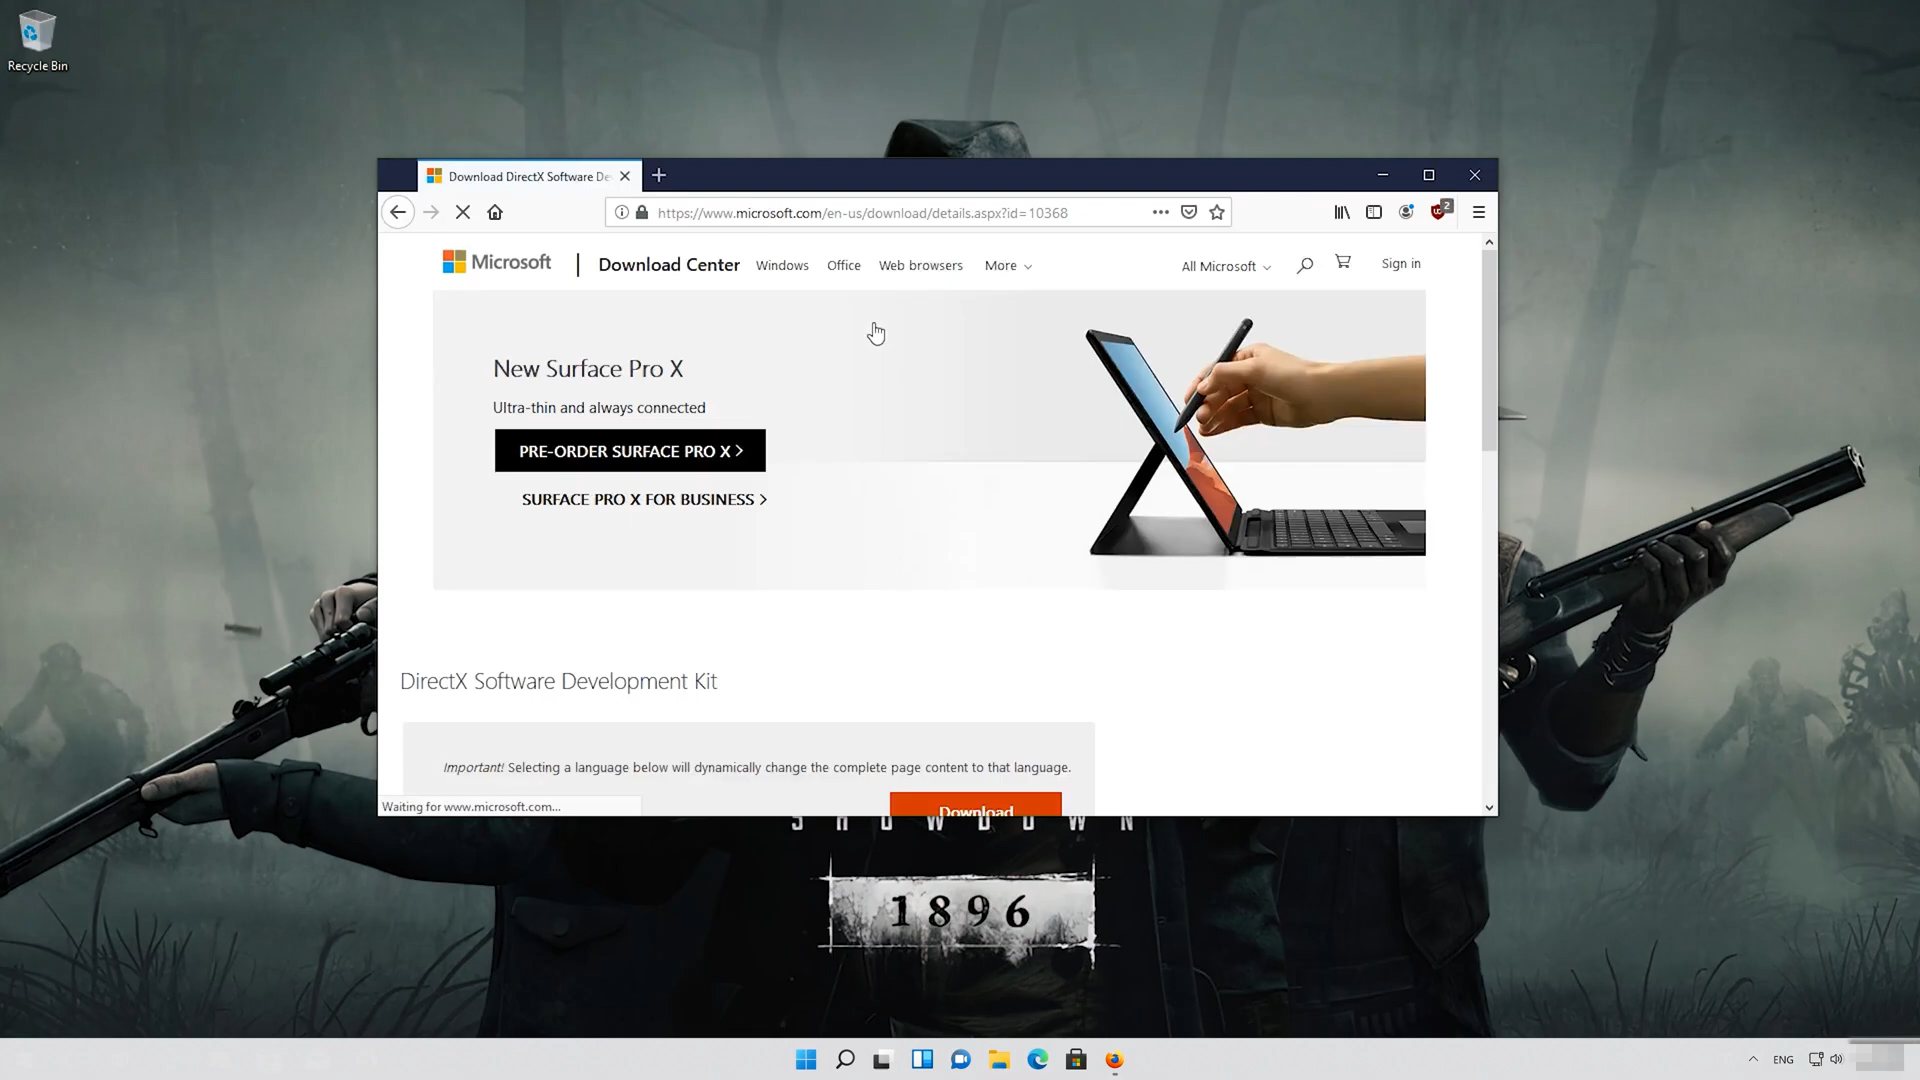 Recycle Bin
Download DirectX Software De
https://www.microsoft.com/en-us/download/details.aspx?id=10368
2
Microsoft
Download Center
Windows
Office
Web browsers
More
All Microsoft
Sign in
New Surface Pro X
Ultra-thin and always connected
PRE-ORDER SURFACE PRO X >
SURFACE PRO X FOR BUSINESS >
DirectX Software Development Kit
Important! Selecting a language below will dynamically change the complete page content to that language.
Download
Waiting for www.microsoft.com...
SHOWDOWN
1896
ENG